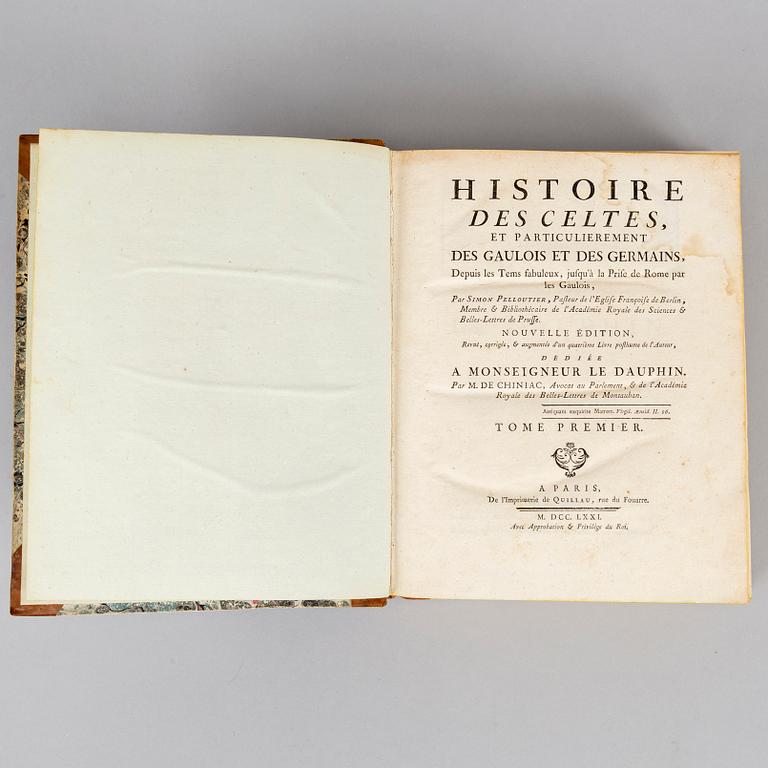 HISTOIRE
DES CELTES,
ET PARTICULIEREMENT
DES GAULOIS ET DES GERMAINS,
Depuis les Tems fabuleux, jusqu'à la Prise de Rome par
les Gaulois,
Par SIMON PELLOUTIER, Pasteur de l'Eglise Françoise de Berlin,
Membre & Bibliothécaire de l'Académie Royale des Sciences &
Belles-Lettres de Prusse.
NOUVELLE ÉDITION,
Revue, corrigée, & augmentée d'un quatrième Livre posthume de l'Auteur,
DEDIÉE
A MONSEIGNEUR LE DAUPHIN.
Par M. DE CHINIAC, Avocat au Parlement, & de l'Académie
Royale des Belles-Lettres de Montauban.
Antiquam exquirite Matrem. Virgil. Æneid. II. 96.
TOME PREMIER.
A PARIS,
De l'Imprimerie de QUILLAU, rue du Fouarre.
M. DCC. LXXI.
Avec Approbation & Privilège du Roi.